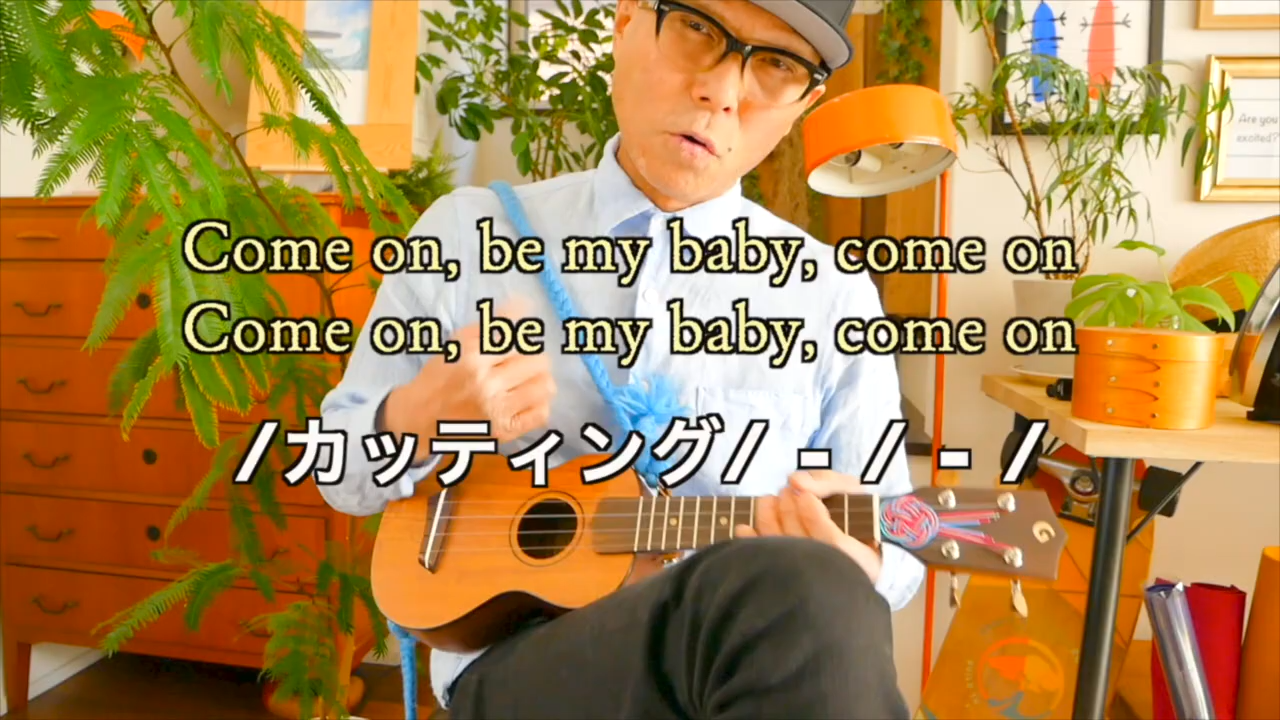 Are you
excited?
Come on, be my baby, come on
Come on, be my baby, come on
/カッティング/ - / - /
G